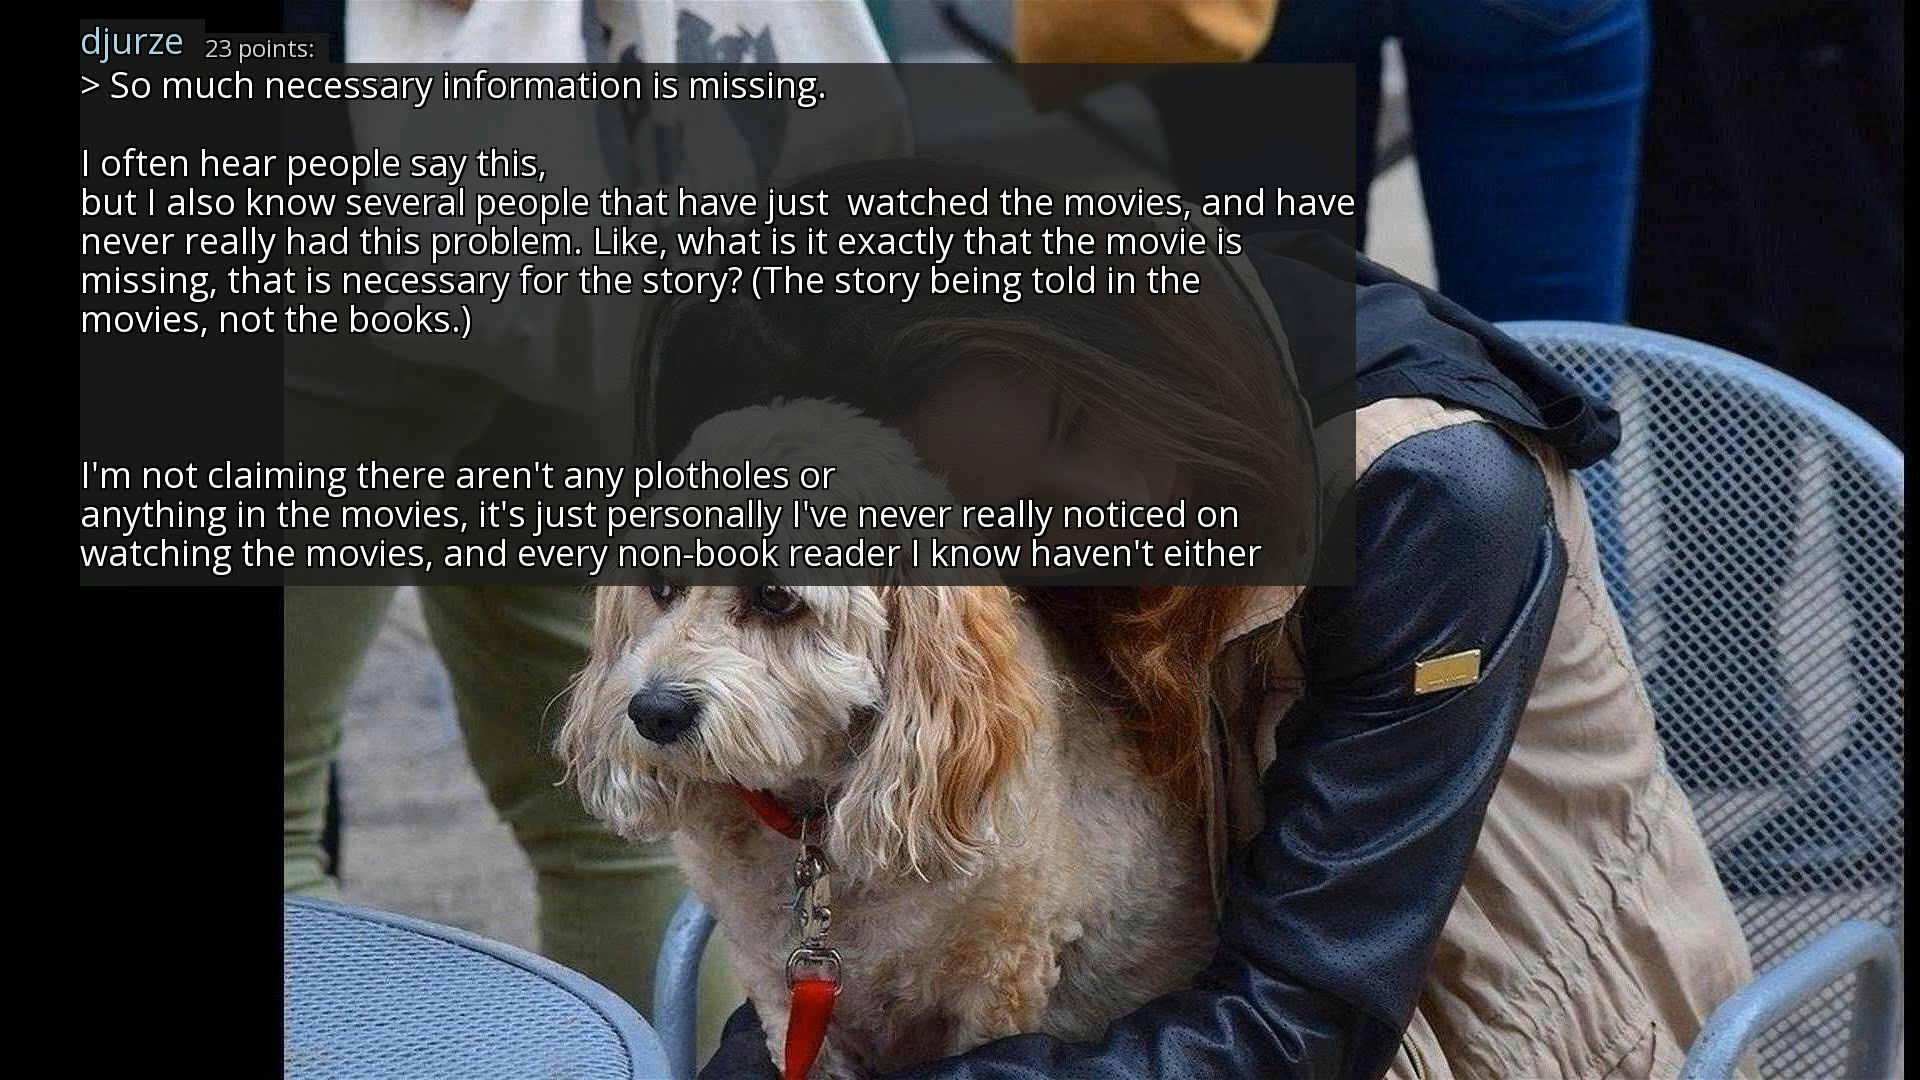 djurze 23 points:
> So much necessary information is missing.
I often hear people say this,
but I also know several people that have just  watched the movies, and have
never really had this problem. Like, what is it exactly that the movie is
missing, that is necessary for the story? (The story being told in the
movies, not the books.)
I'm not claiming there aren't any plotholes or
anything in the movies, it's just personally I've never really noticed on
watching the movies, and every non-book reader I know haven't either